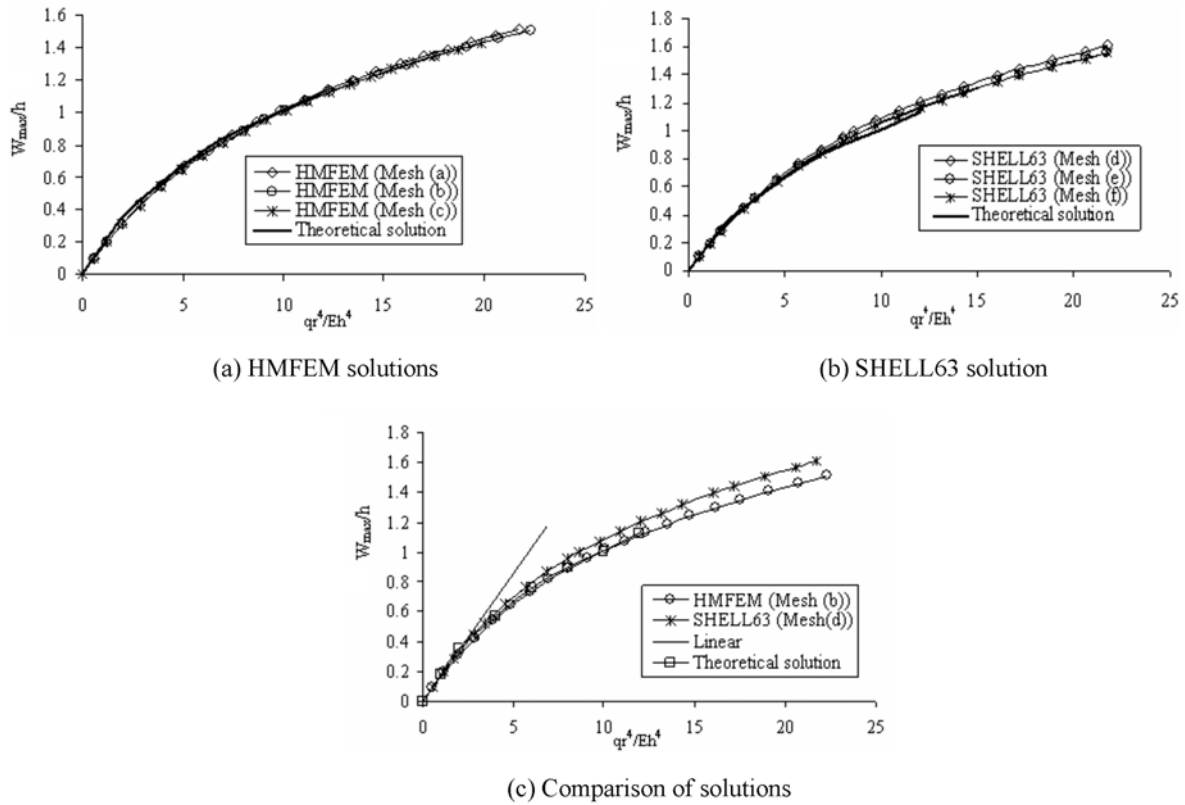 1.6
1.4
1.2
1
0.8
0.6
0.4
0.2
0
Wmax/h
0 5 10 15 20 25
qr⁴/Eh⁴
HMFEM (Mesh (a))
HMFEM (Mesh (b))
HMFEM (Mesh (c))
Theoretical solution
(a) HMFEM solutions
1.8
1.6
1.4
1.2
1
0.8
0.6
0.4
0.2
0
Wmax/h
0 5 10 15 20 25
qr⁴/Eh⁴
SHELL63 (Mesh (d))
SHELL63 (Mesh (e))
SHELL63 (Mesh (f))
Theoretical solution
(b) SHELL63 solution
1.8
1.6
1.4
1.2
1
0.8
0.6
0.4
0.2
0
Wmax/h
0 5 10 15 20 25
qr⁴/Eh⁴
HMFEM (Mesh (b))
SHELL63 (Mesh(d))
Linear
Theoretical solution
(c) Comparison of solutions